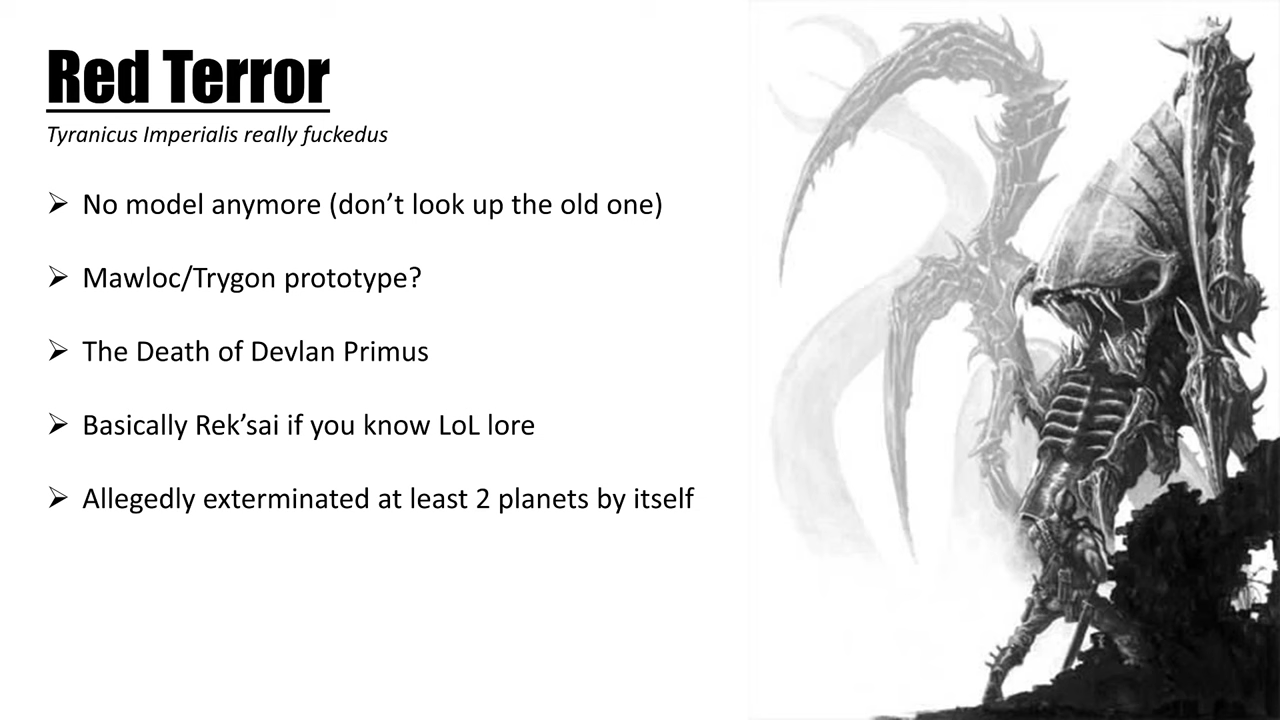 Red Terror
Tyranicus Imperialis really fuckedus
➢ No model anymore (don’t look up the old one)
➢ Mawloc/Trygon prototype?
➢ The Death of Devlan Primus
➢ Basically Rek’sai if you know LoL lore
➢ Allegedly exterminated at least 2 planets by itself